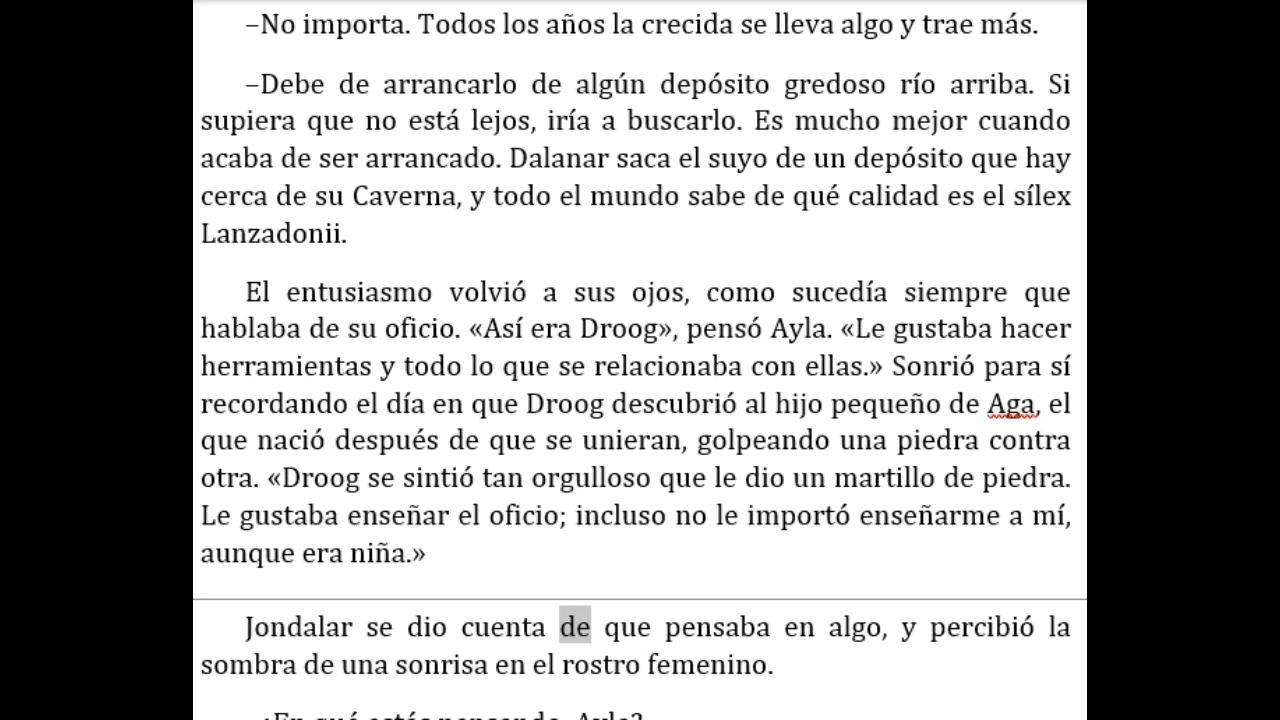 –No importa. Todos los años la crecida se lleva algo y trae más.
–Debe de arrancarlo de algún depósito gredoso río arriba. Si
supiera que no está lejos, iría a buscarlo. Es mucho mejor cuando
acaba de ser arrancado. Dalanar saca el suyo de un depósito que hay
cerca de su Caverna, y todo el mundo sabe de qué calidad es el sílex
Lanzadonii.
El entusiasmo volvió a sus ojos, como sucedía siempre que
hablaba de su oficio. «Así era Droog», pensó Ayla. «Le gustaba hacer
herramientas y todo lo que se relacionaba con ellas.» Sonrió para sí
recordando el día en que Droog descubrió al hijo pequeño de Aga, el
que nació después de que se unieran, golpeando una piedra contra
otra. «Droog se sintió tan orgulloso que le dio un martillo de piedra.
Le gustaba enseñar el oficio; incluso no le importó enseñarme a mí,
aunque era niña.»
Jondalar se dio cuenta de que pensaba en algo, y percibió la
sombra de una sonrisa en el rostro femenino.
¿En qué estás pensando, Ayla?